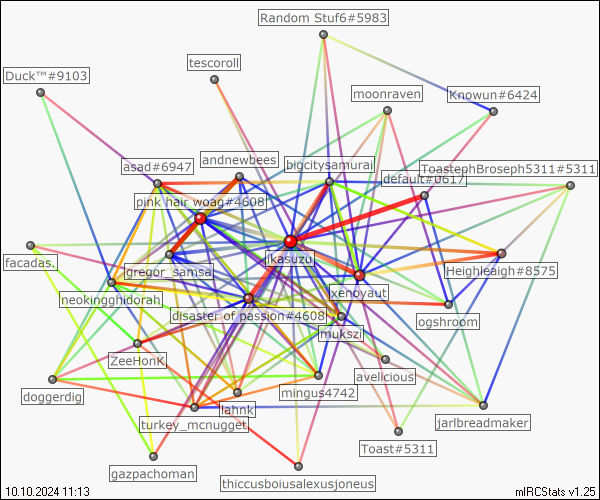 Random Stuf6#5983
tescoroll
Duck™#9103
moonraven
Knowun#6424
andnewbees
bigcitysamurai
asad#6947
ToastephBroseph5311#5311
default#0617
pink hair woag#4608
jkasuzu
facadas.
lgregor_samsa
xenoyaut
Heighleaigh#8575
neokingghidorah
disaster of passion#4608
ogshroom
mukszi
ZeeHonK
avelicious
doggerdig
mingus4742
lahnk
turkey_mcnugget
jarlbreadmaker
Toast#5311
gazpachoman
thiccusboiusalexusjoneus
10.10.2024 11:13
mIRCStats v1.25